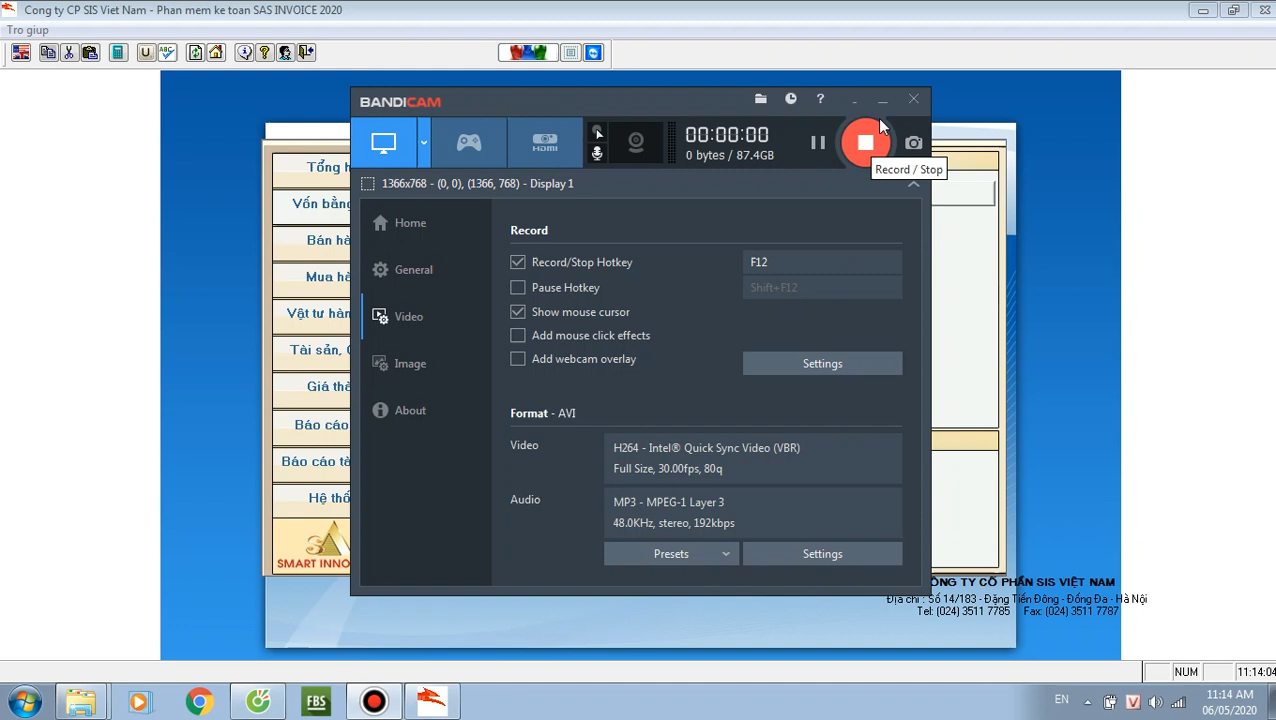 Cong ty CP SIS Viet Nam - Phan mem ke toan SAS INVOICE 2020
Tro giup
BANDICAM
00:00:00
0 bytes / 87.4GB
HDMI
Record / Stop
1366x768 - (0, 0), (1366, 768) - Display 1
Home
General
Video
Image
About
Record
Record/Stop Hotkey
F12
Pause Hotkey
Shift+F12
Show mouse cursor
Add mouse click effects
Add webcam overlay
Settings
Format - AVI
Video
H264 - Intel® Quick Sync Video (VBR)
Full Size, 30.00fps, 80q
Audio
MP3 - MPEG-1 Layer 3
48.0KHz, stereo, 192kbps
Presets
Settings
Tổng h
Vốn bằng
Bán hà
Mua hà
Vật tư hàn
Tài sản,
Giá thà
Báo cáo
Báo cáo tà
Hệ thố
SMART INNO
ÔNG TY CỔ PHẦN SIS VIỆT NAM
Địa chỉ : Số 14/183 - Đặng Tiến Đông - Đống Đa - Hà Nội
Tel: (024) 3511 7785 Fax: (024) 3511 7787
NUM
11:14:04
FBS
EN
11:14 AM
06/05/2020